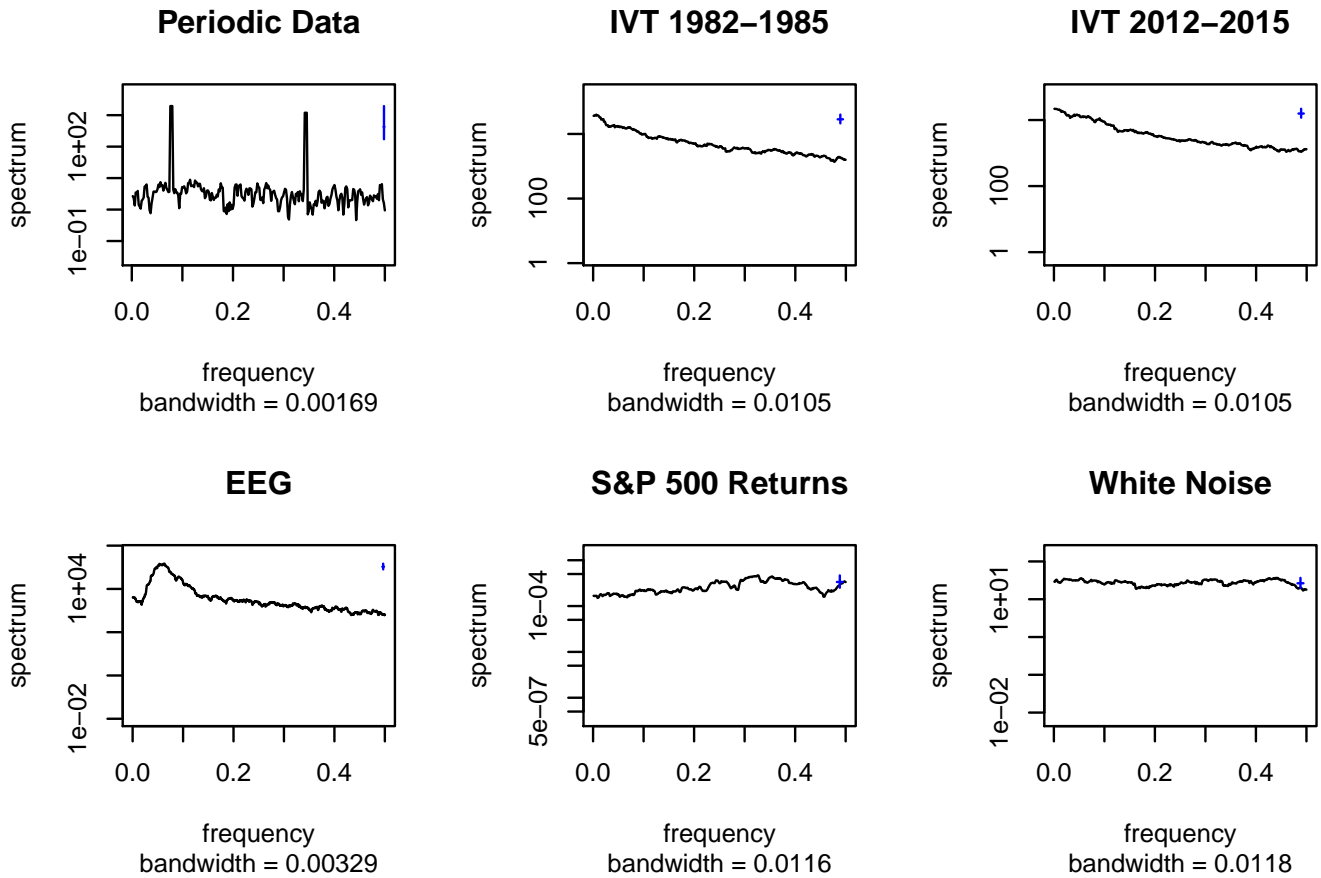 Periodic Data
spectrum
1e−01 1e+02
0.0 0.2 0.4
frequency
bandwidth = 0.00169
IVT 1982−1985
spectrum
1 100
0.0 0.2 0.4
frequency
bandwidth = 0.0105
IVT 2012−2015
spectrum
1 100
0.0 0.2 0.4
frequency
bandwidth = 0.0105
EEG
spectrum
1e−02 1e+04
0.0 0.2 0.4
frequency
bandwidth = 0.00329
S&P 500 Returns
spectrum
5e−07 1e−04
0.0 0.2 0.4
frequency
bandwidth = 0.0116
White Noise
spectrum
1e−02 1e+01
0.0 0.2 0.4
frequency
bandwidth = 0.0118